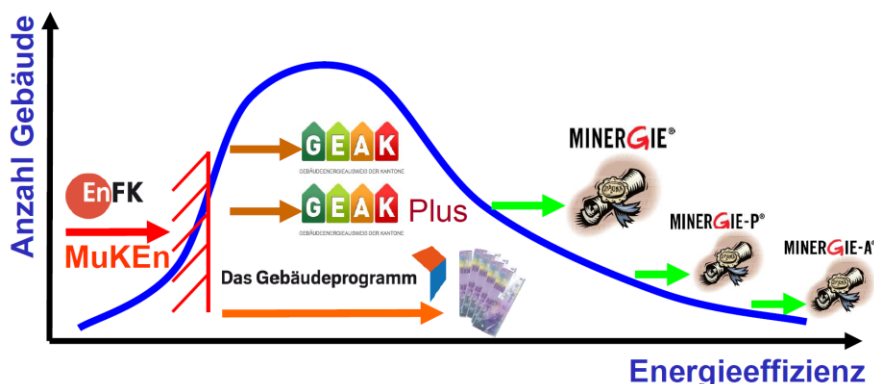 Anzahl Gebäude
EnFK
MuKEn
GEAK
GEBÄUDEENERGIEAUSWEIS DER KANTONE
GEAK Plus
GEBÄUDEENERGIEAUSWEIS DER KANTONE
Das Gebäudeprogramm
MINERGIE®
MINERGIE-P®
MINERGIE-A®
Energieeffizienz